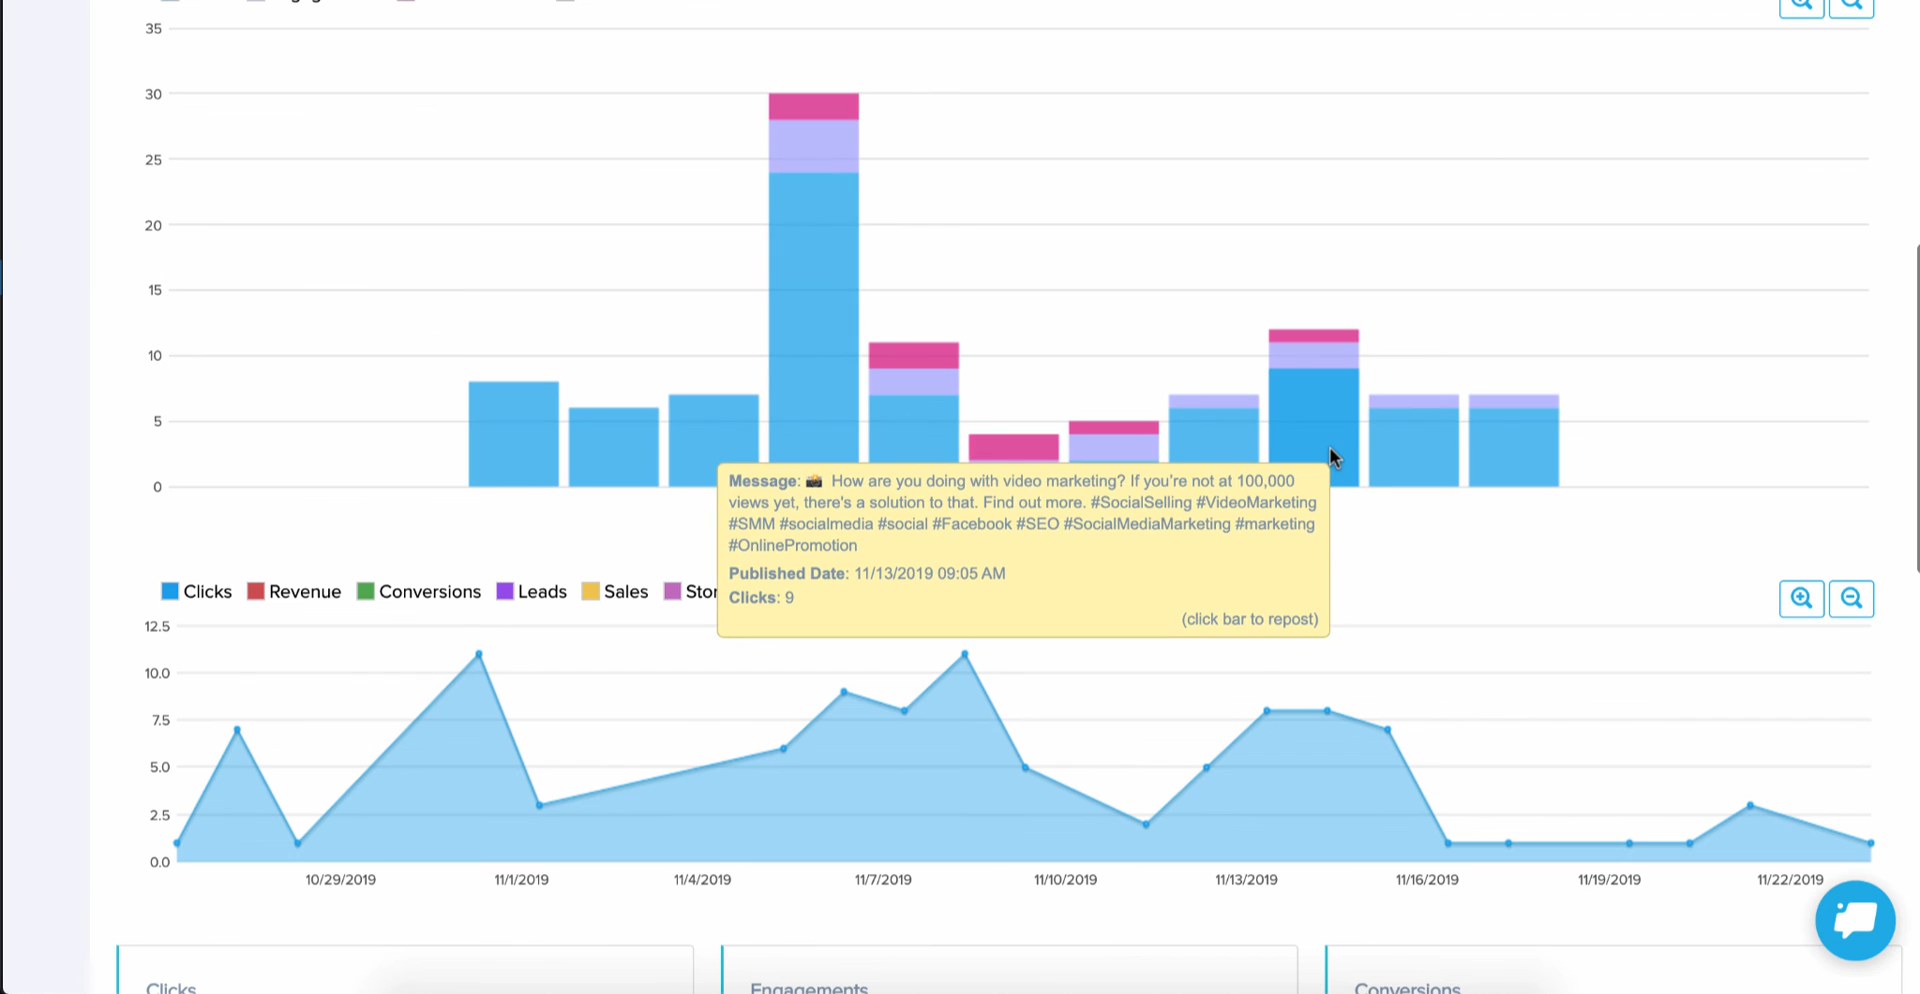 35
30
25
20
15
10
5
0
Message: 📸 How are you doing with video marketing? If you're not at 100,000
views yet, there's a solution to that. Find out more. #SocialSelling #VideoMarketing
#SMM #socialmedia #social #Facebook #SEO #SocialMediaMarketing #marketing
#OnlinePromotion
Published Date: 11/13/2019 09:05 AM
Clicks: 9
(click bar to repost)
Clicks Revenue Conversions Leads Sales
12.5
10.0
7.5
5.0
2.5
0.0
10/29/2019 11/1/2019 11/4/2019 11/7/2019 11/10/2019 11/13/2019 11/16/2019 11/19/2019 11/22/2019
Clicks Engagements Conversions